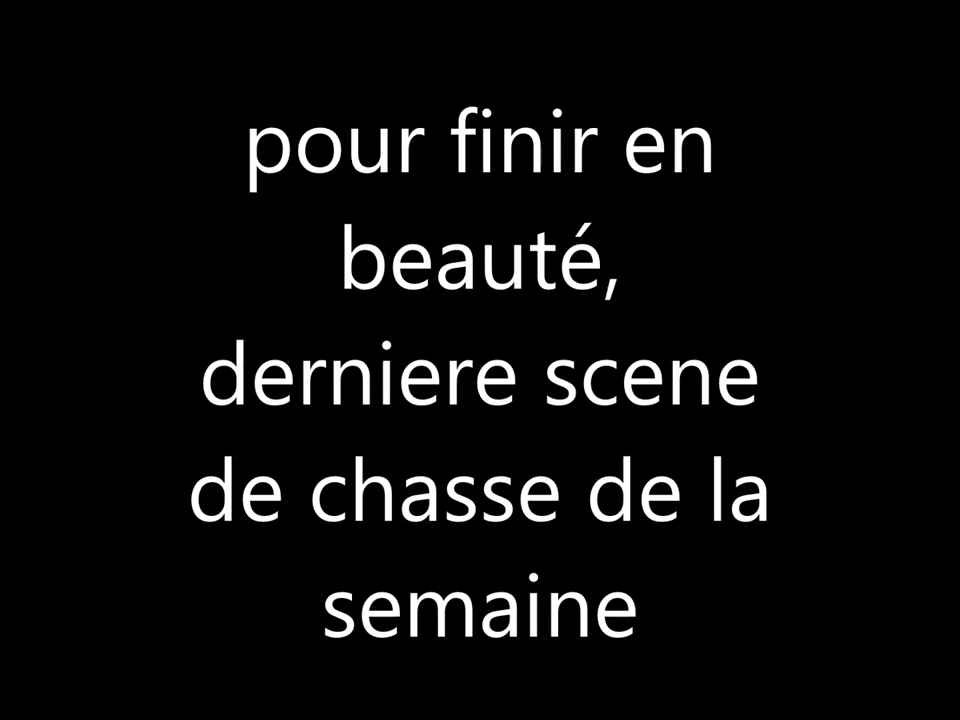 pour finir en
beauté,
derniere scene
de chasse de la
semaine